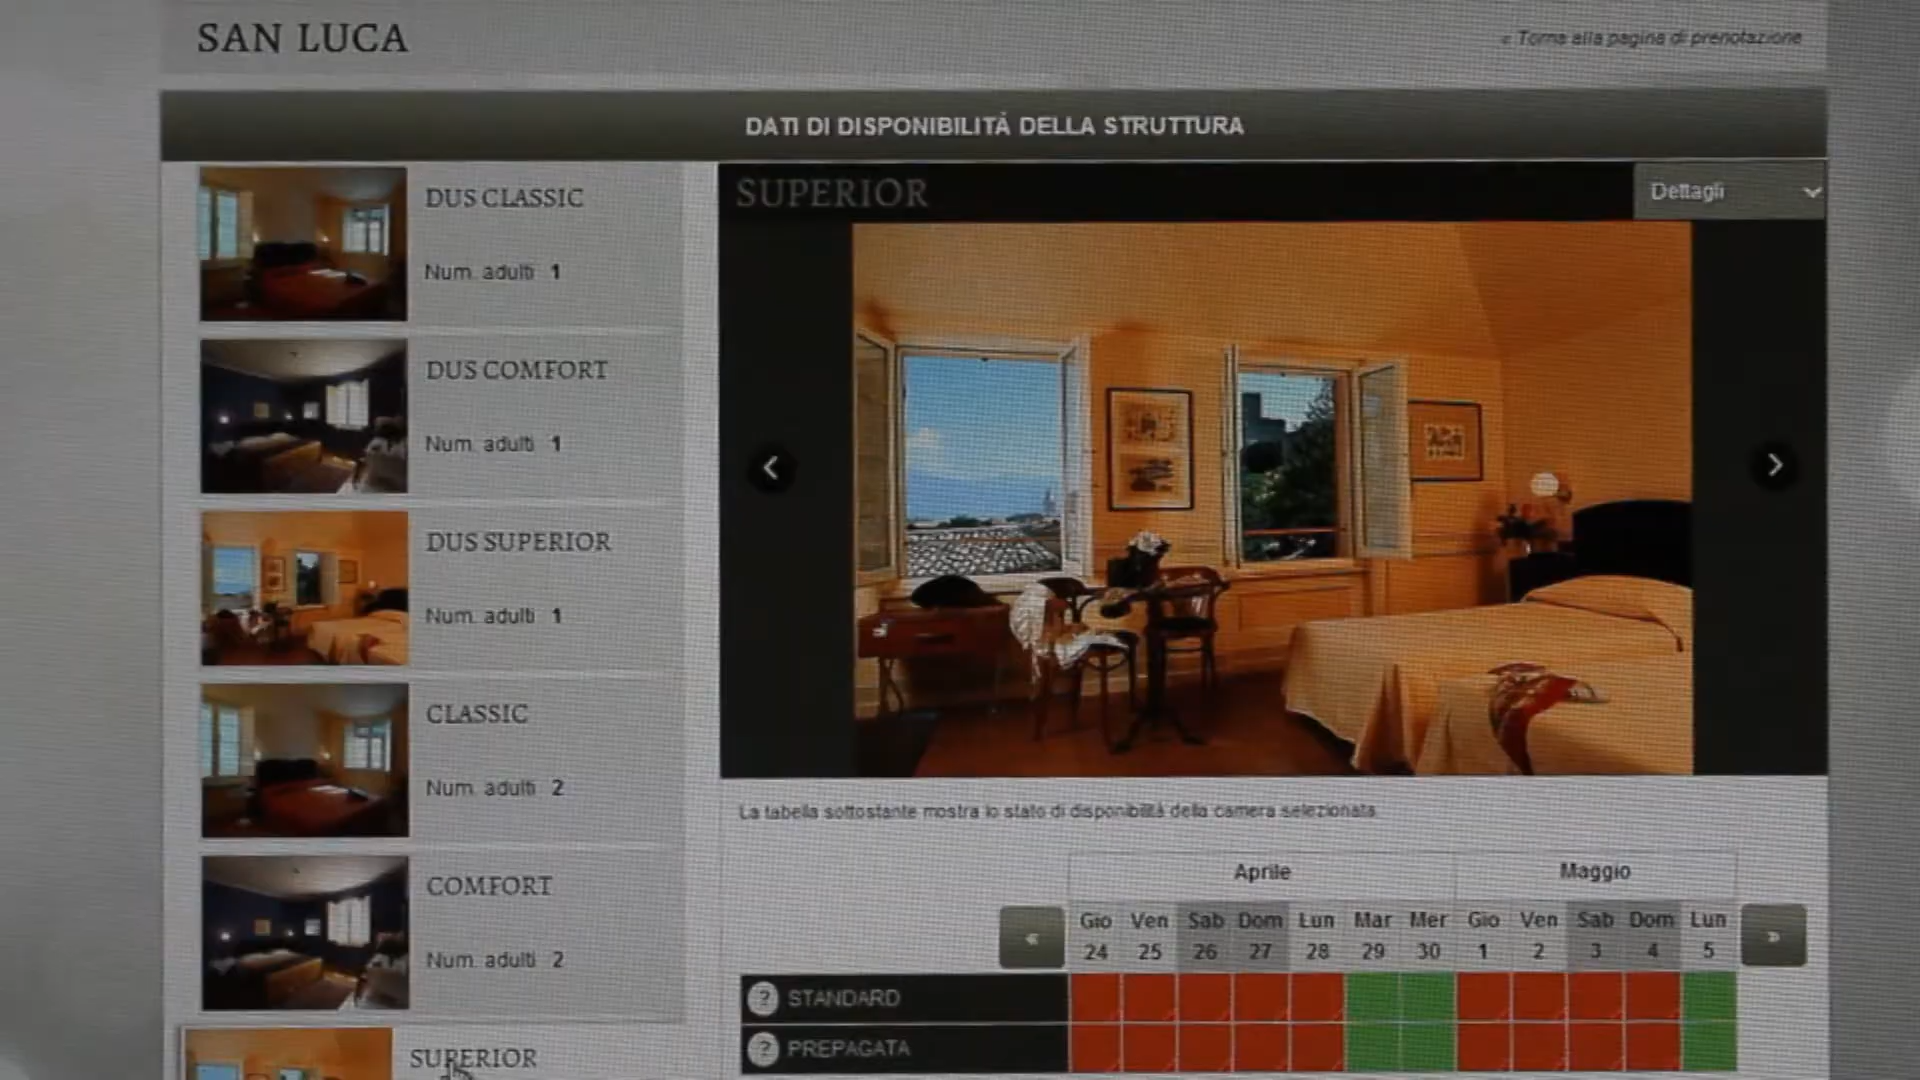 SAN LUCA
« Torna alla pagina di prenotazione
DATI DI DISPONIBILITÀ DELLA STRUTTURA
DUS CLASSIC
Num. adulti 1
DUS COMFORT
Num. adulti 1
DUS SUPERIOR
Num. adulti 1
CLASSIC
Num. adulti 2
COMFORT
Num. adulti 2
SUPERIOR
SUPERIOR
Dettagli
La tabella sottostante mostra lo stato di disponibilità della camera selezionata.
Aprile Maggio
« Gio Ven Sab Dom Lun Mar Mer Gio Ven Sab Dom Lun »
24 25 26 27 28 29 30 1 2 3 4 5
? STANDARD
? PREPAGATA